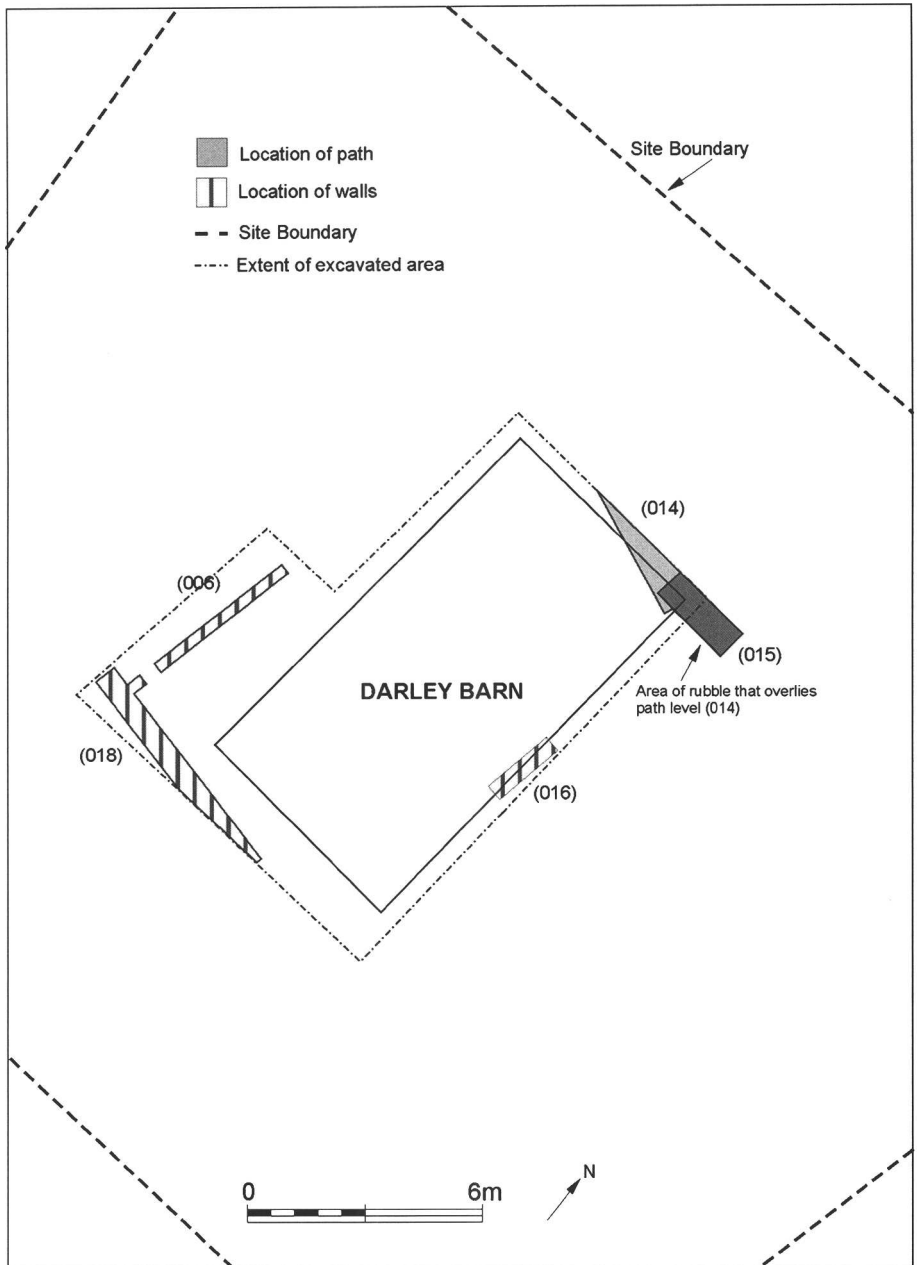 Location of path
Location of walls
Site Boundary
Extent of excavated area
Site Boundary
(014)
(006)
(015)
DARLEY BARN
Area of rubble that overlies
path level (014)
(018)
(016)
0 6m
N